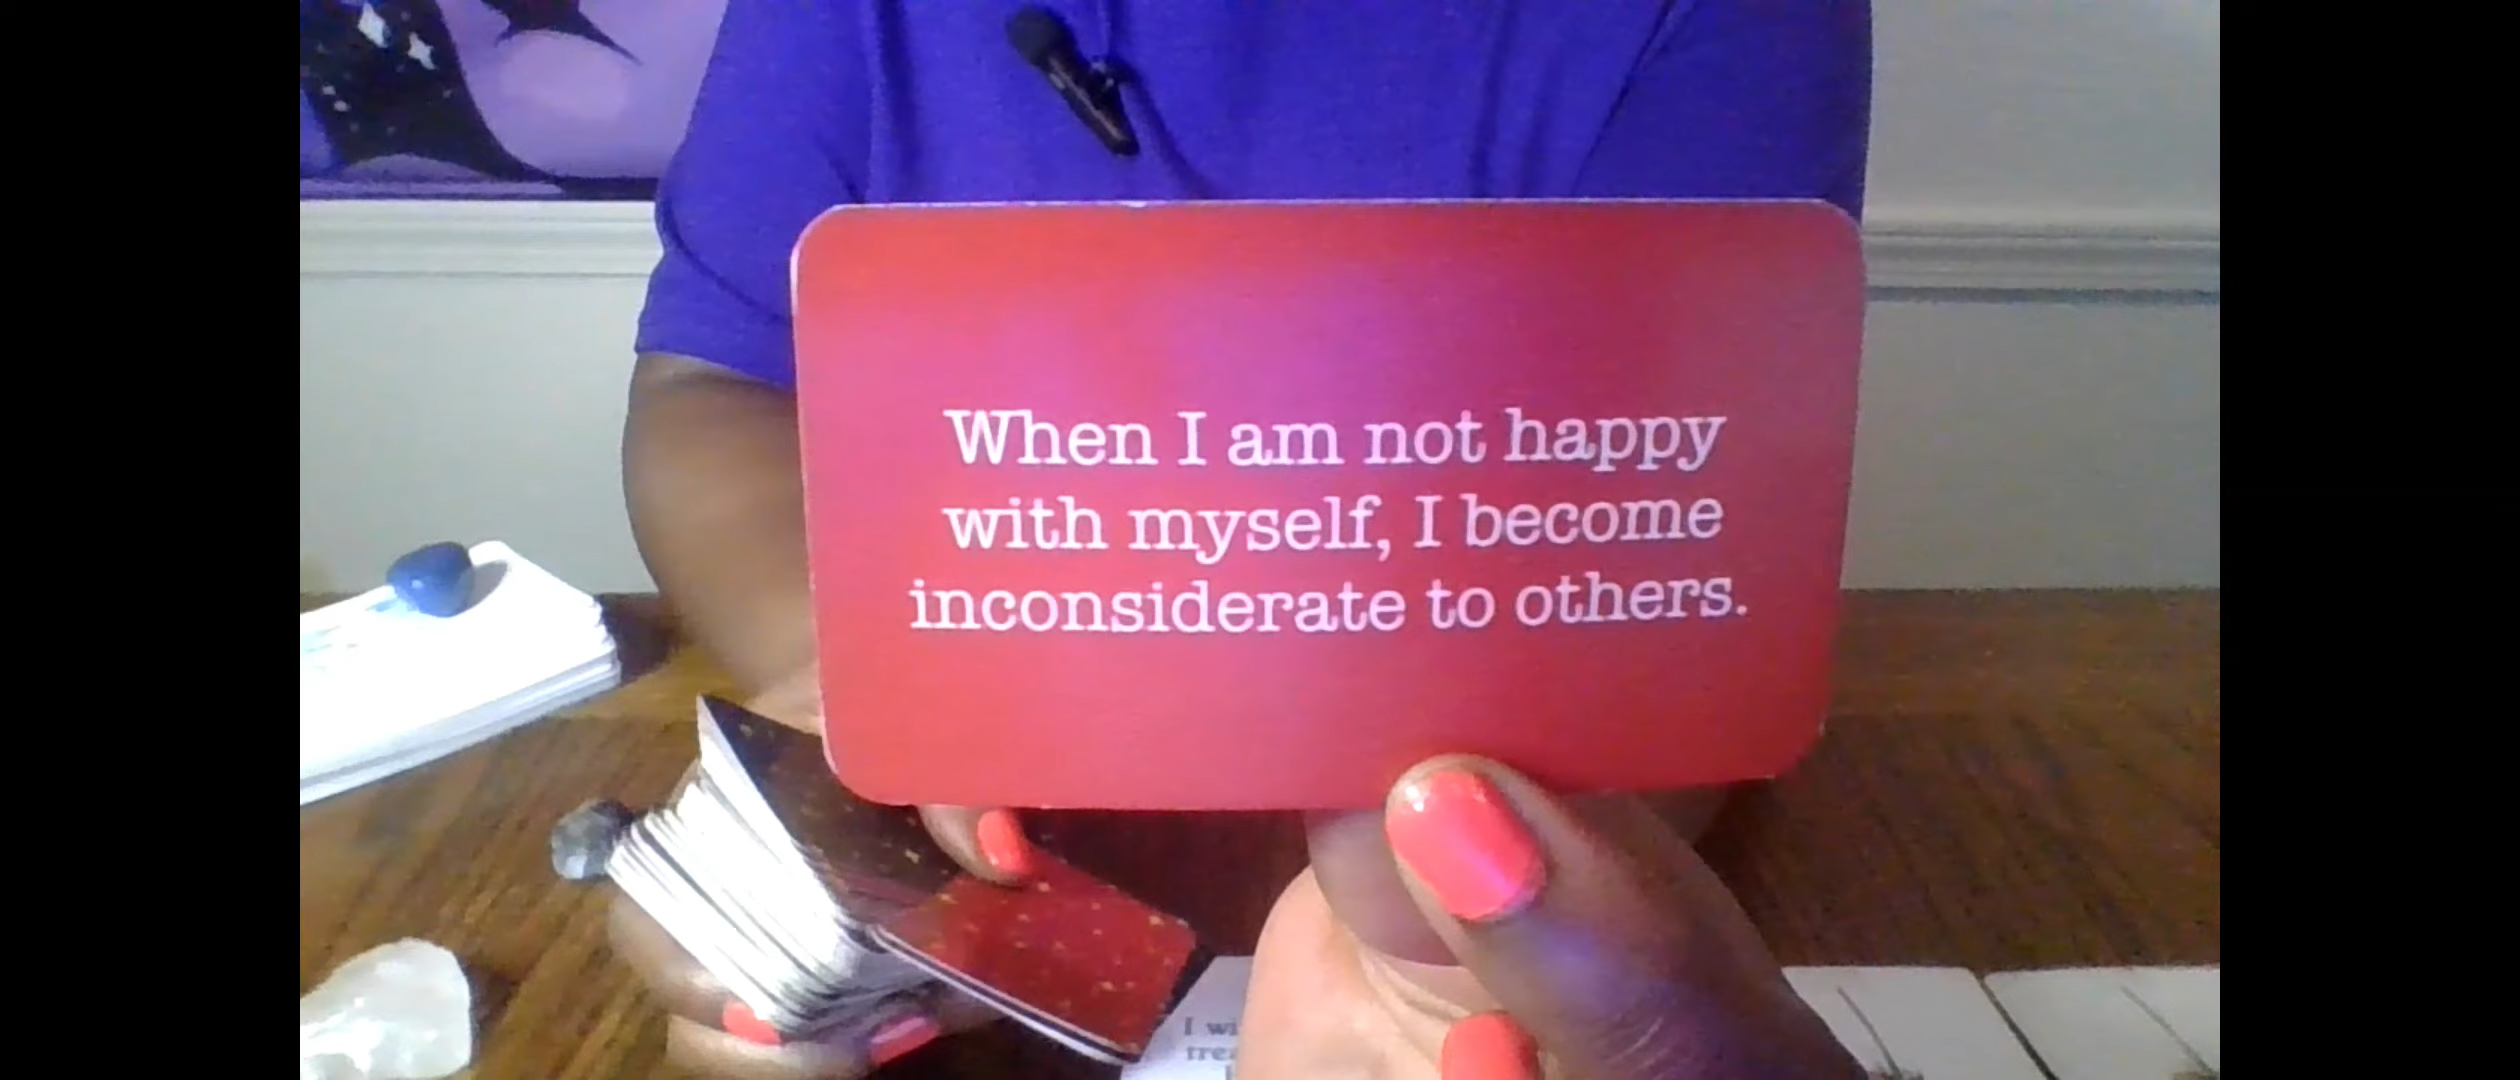 When I am not happy
with myself, I become
inconsiderate to others.
I